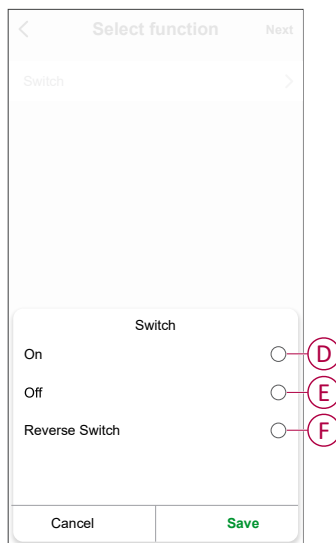 Select function Next
Switch
Switch
On D
Off E
Reverse Switch F
Cancel Save